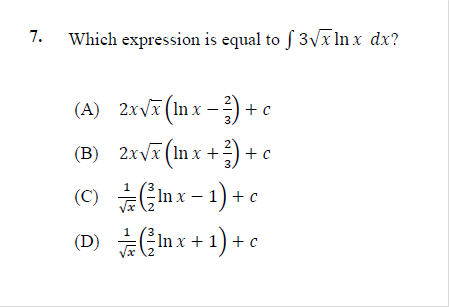 7. Which expression is equal to ∫ 3√x ln x dx?
(A) 2x√x (ln x − 2/3) + c
(B) 2x√x (ln x + 2/3) + c
(C) 1/√x (3/2 ln x − 1) + c
(D) 1/√x (3/2 ln x + 1) + c